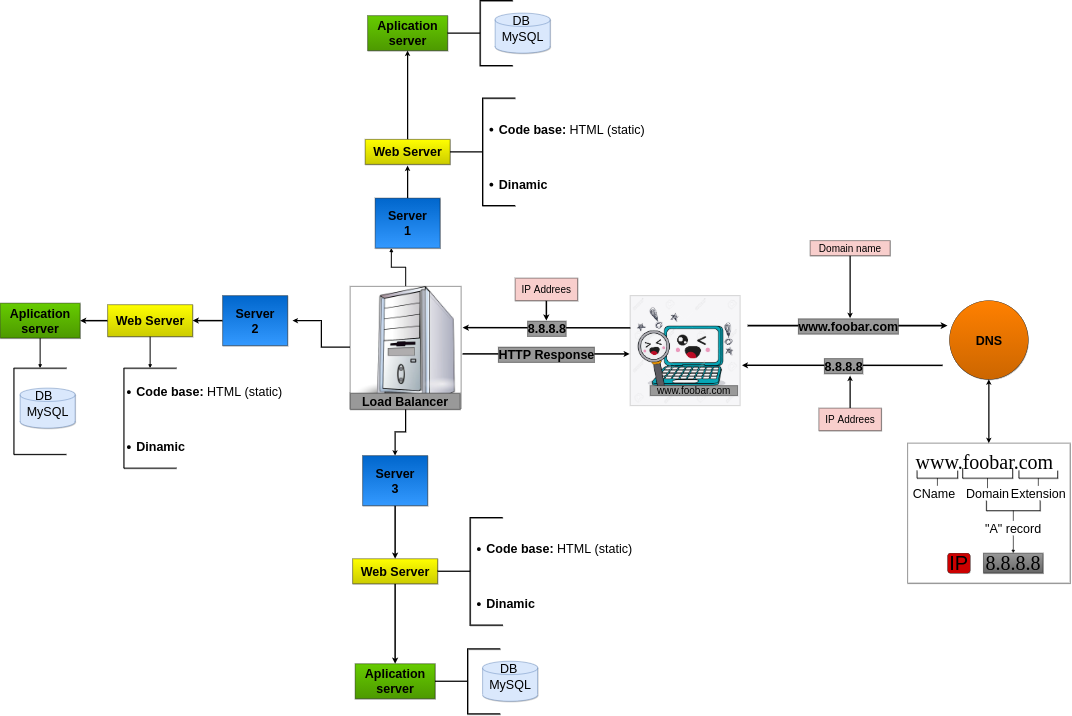 Aplication
server
DB
MySQL
Web Server
• Code base: HTML (static)
• Dinamic
Server
1
Domain name
IP Addrees
Aplication
server
Web Server
Server
2
8.8.8.8
HTTP Response
www.foobar.com
www.foobar.com
8.8.8.8
DNS
IP Addrees
Load Balancer
DB
MySQL
• Code base: HTML (static)
• Dinamic
Server
3
www.foobar.com
CName
Domain
Extension
"A" record
IP
8.8.8.8
Web Server
• Code base: HTML (static)
• Dinamic
Aplication
server
DB
MySQL